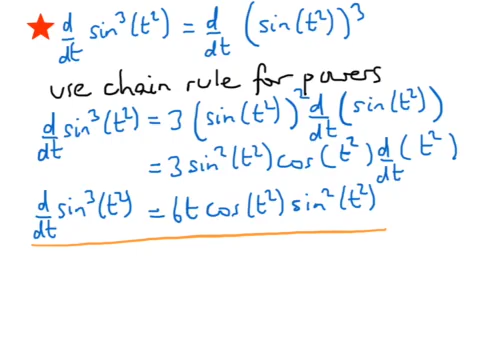 d/dt sin³(t²) = d/dt (sin(t²))³
use chain rule for powers
d/dt sin³(t²) = 3(sin(t²))² d/dt (sin(t²))
= 3 sin²(t²) cos(t²) d/dt (t²)
d/dt sin³(t²) = 6t cos(t²) sin²(t²)